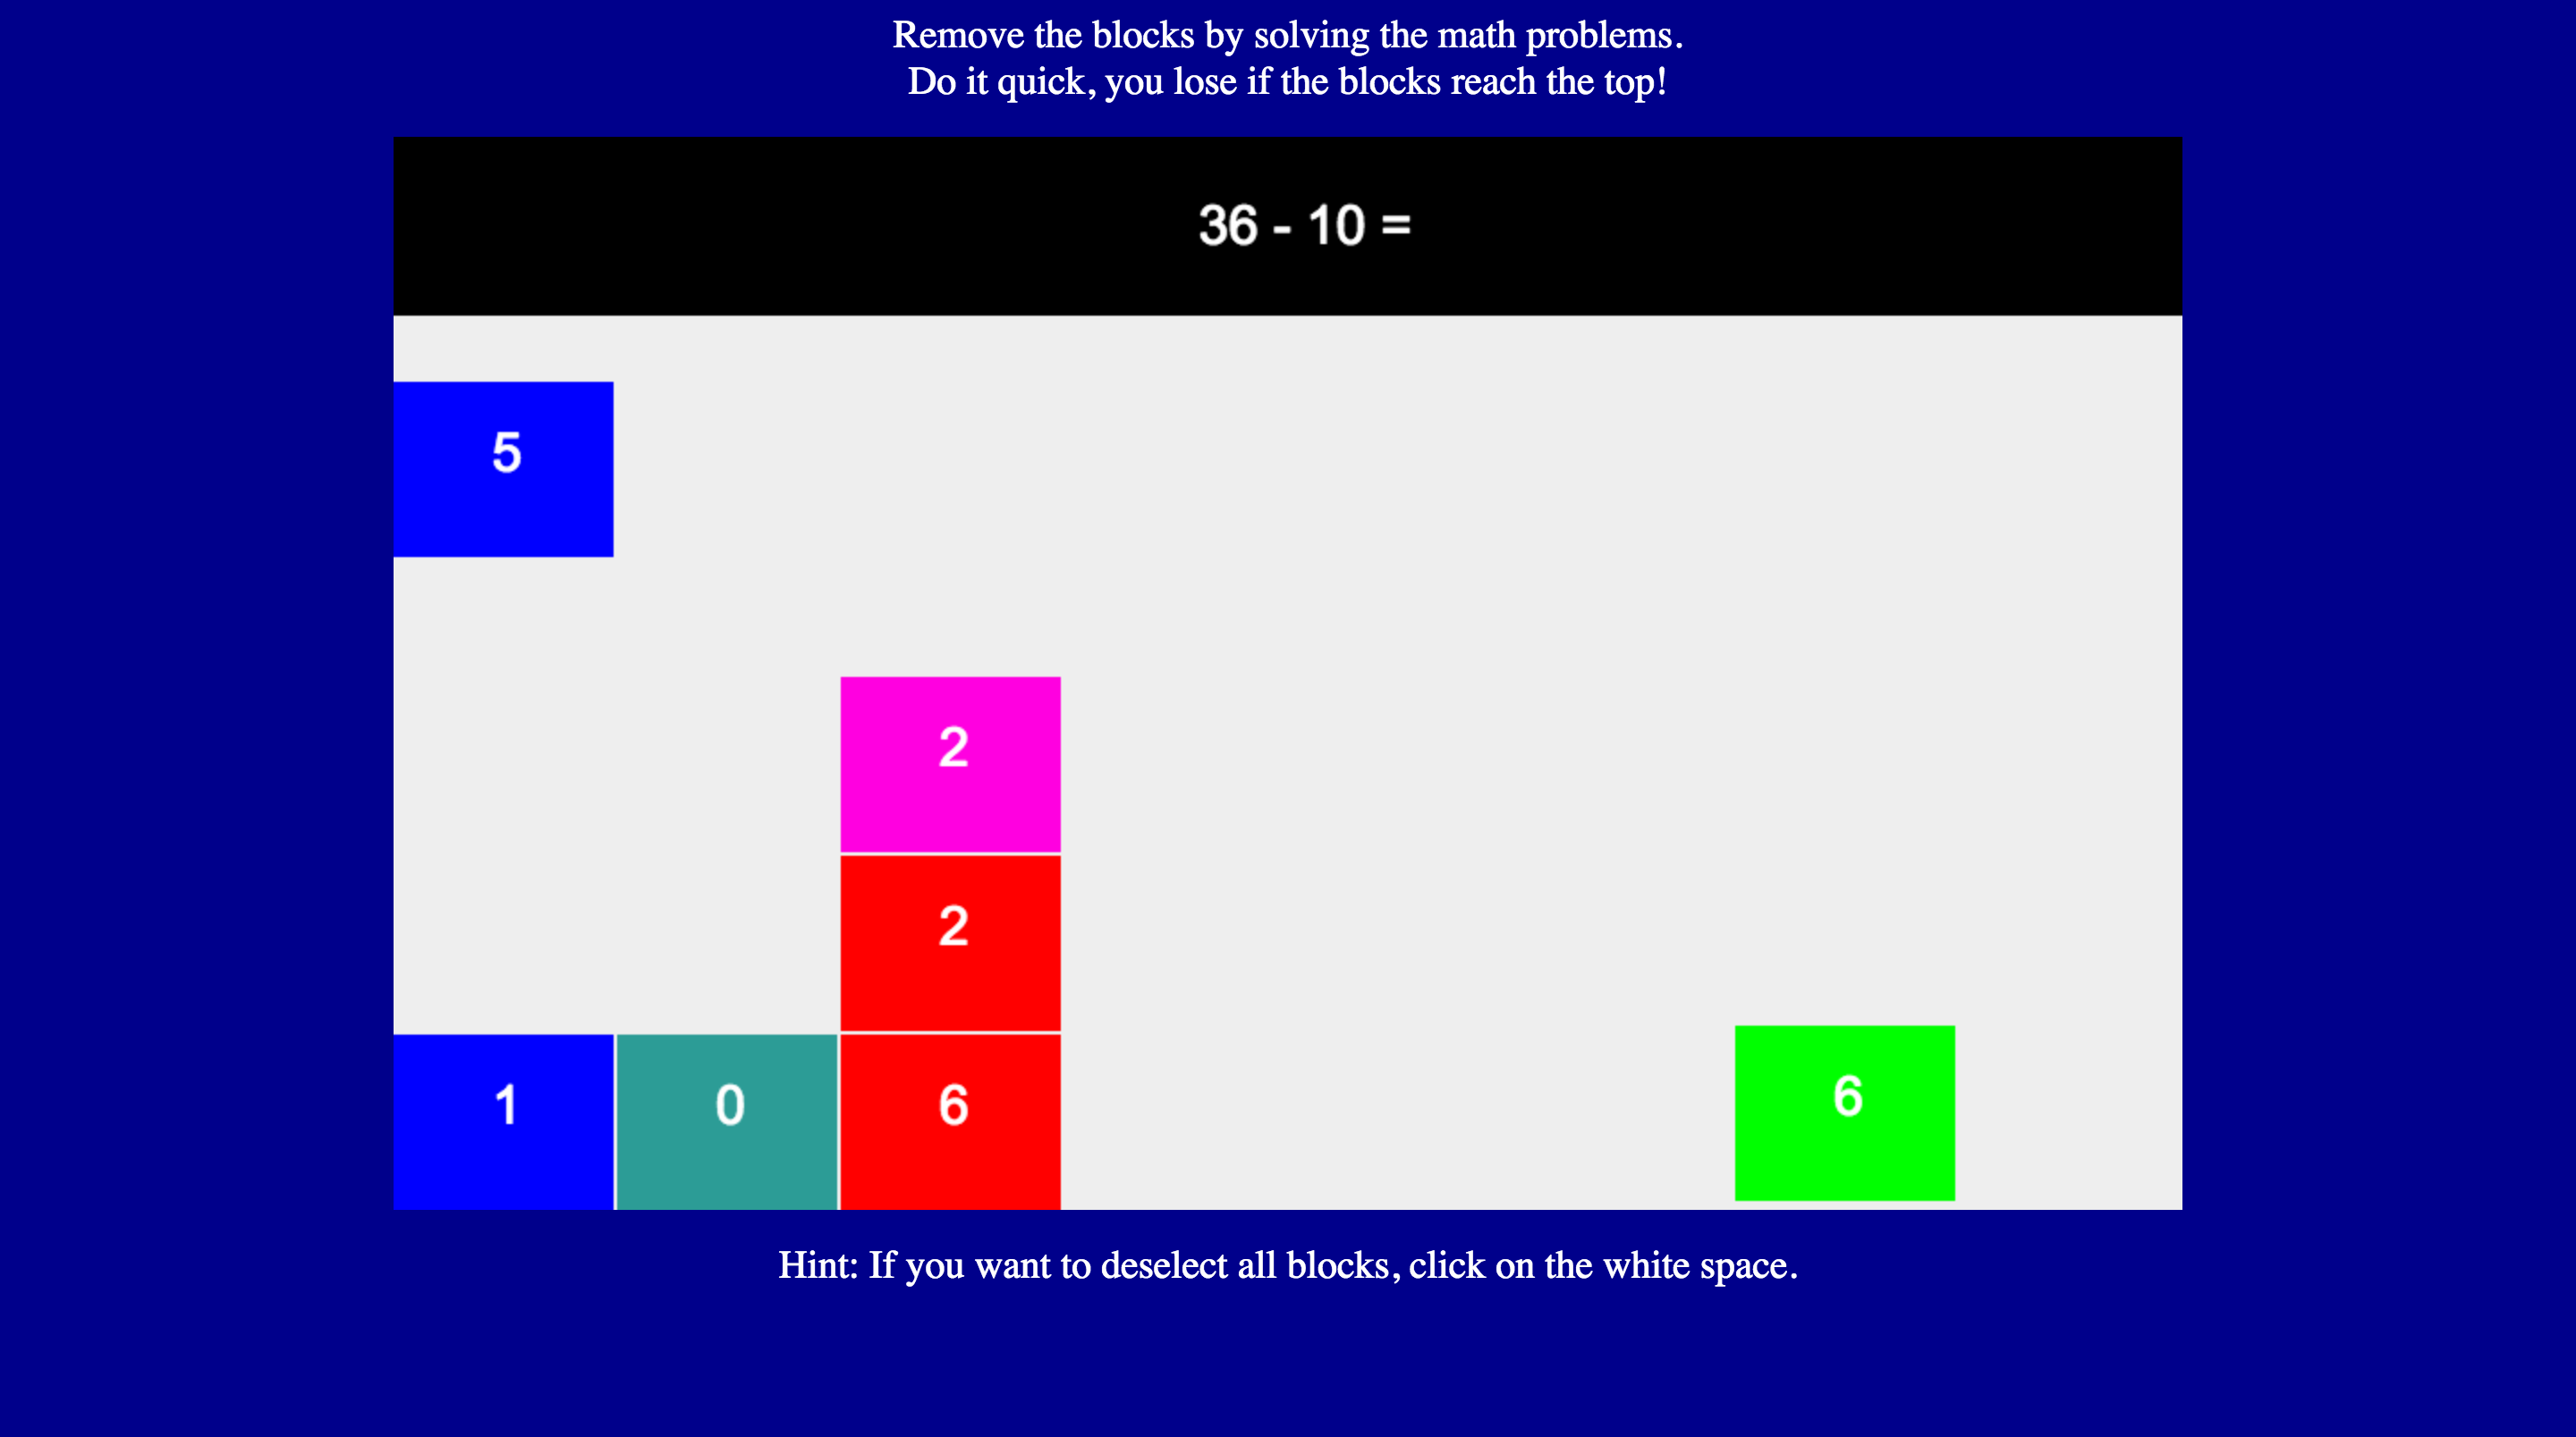 Remove the blocks by solving the math problems.
Do it quick, you lose if the blocks reach the top!
36 - 10 =
5
2
2
1
0
6
6
Hint: If you want to deselect all blocks, click on the white space.